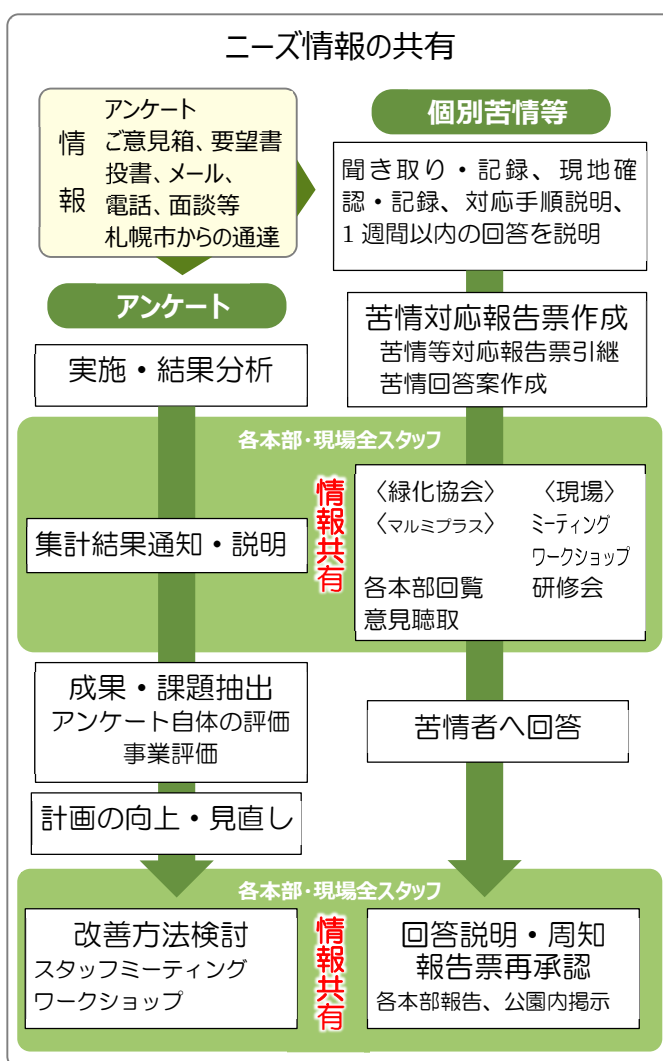 ニーズ情報の共有
情報
アンケート
ご意見箱、要望書
投書、メール、
電話、面談等
札幌市からの通達
個別苦情等
聞き取り・記録、現地確
認・記録、対応手順説明、
1週間以内の回答を説明
アンケート
実施・結果分析
苦情対応報告票作成
苦情等対応報告票引継
苦情回答案作成
各本部・現場全スタッフ
集計結果通知・説明
情報共有
〈緑化協会〉 〈現場〉
〈マルミプラス〉 ミーティング
ワークショップ
各本部回覧 研修会
意見聴取
成果・課題抽出
アンケート自体の評価
事業評価
苦情者へ回答
計画の向上・見直し
各本部・現場全スタッフ
改善方法検討
スタッフミーティング
ワークショップ
情報共有
回答説明・周知
報告票再承認
各本部報告、公園内掲示